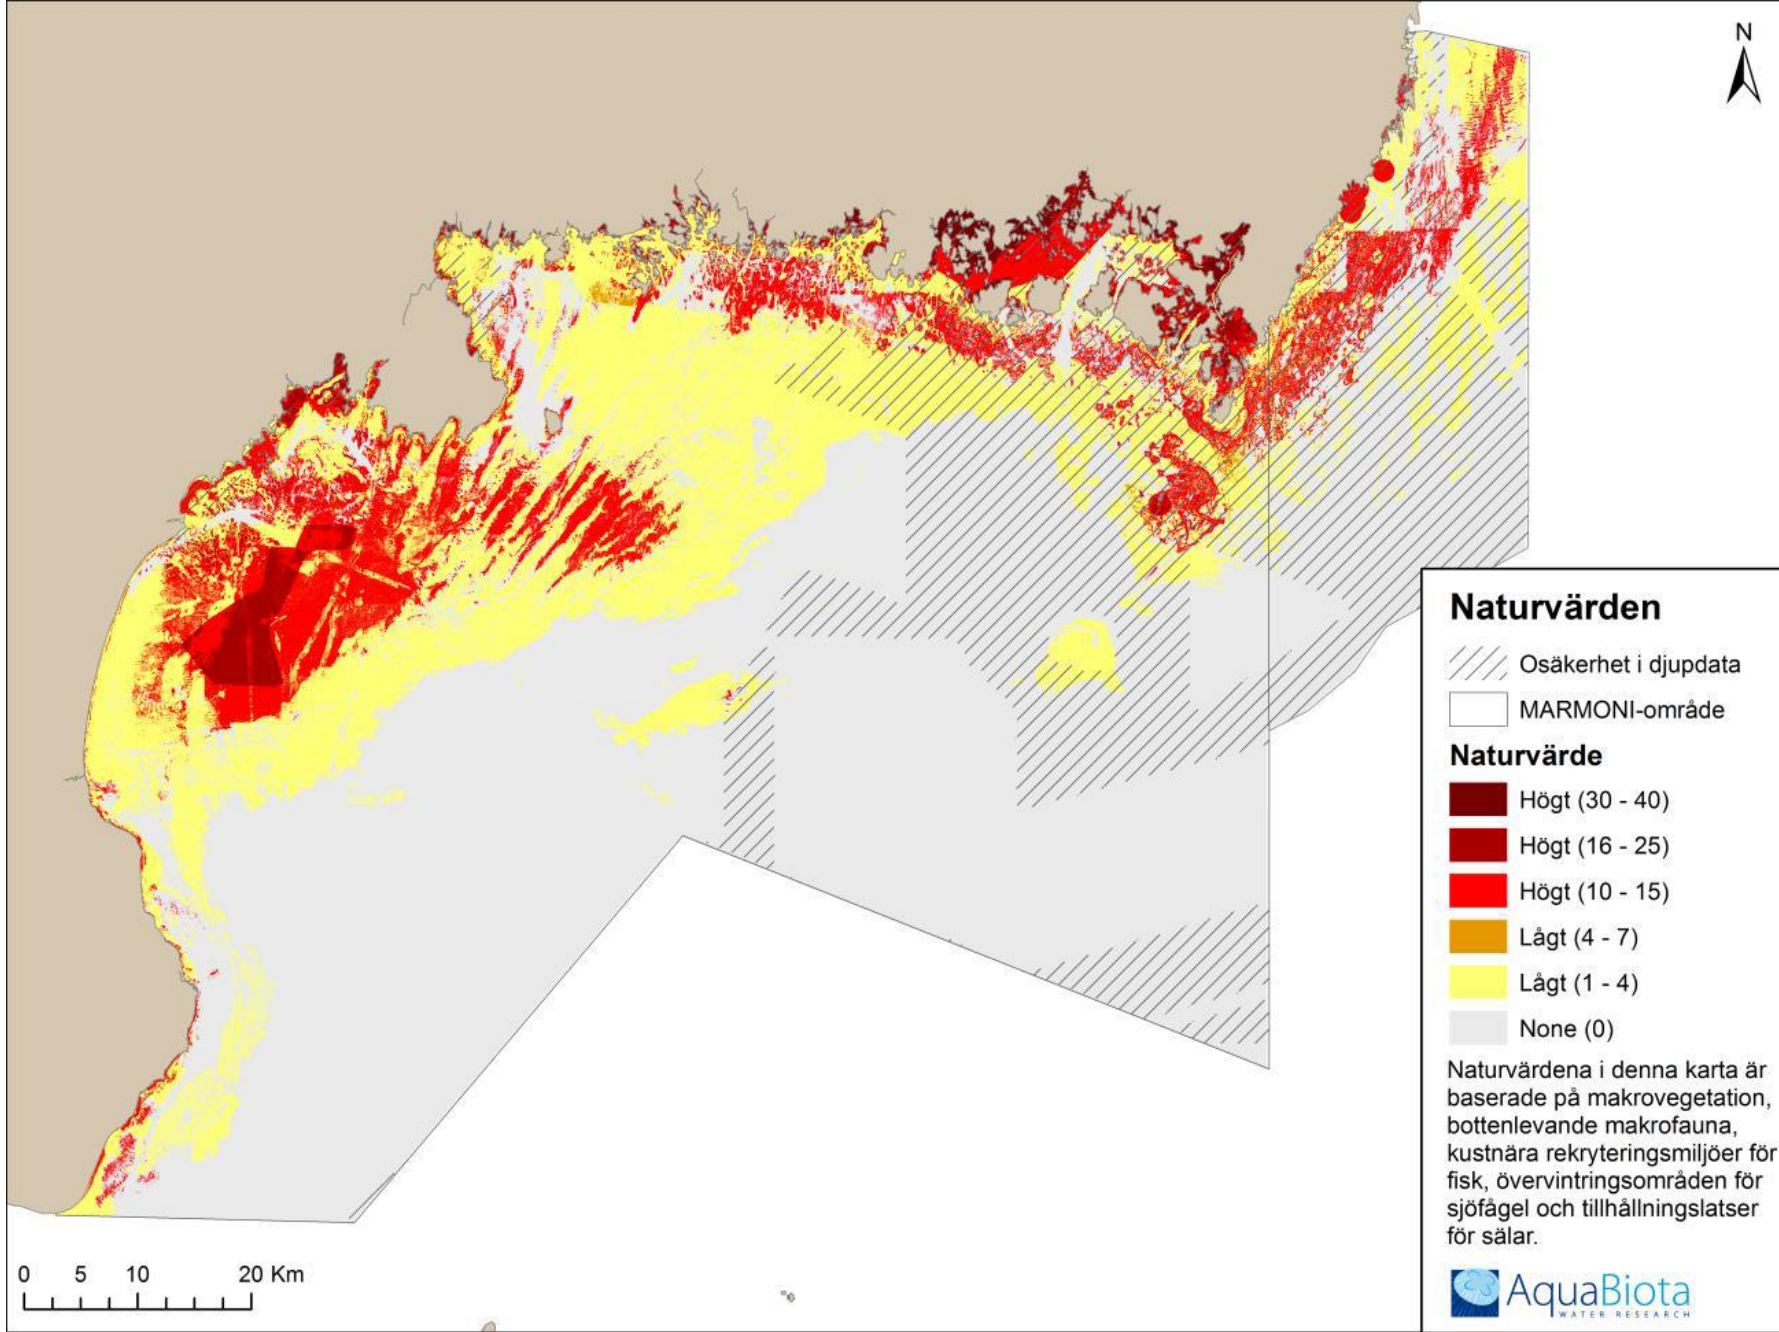 N
Naturvärden
Osäkerhet i djupdata
MARMONI-område
Naturvärde
Högt (30 - 40)
Högt (16 - 25)
Högt (10 - 15)
Lågt (4 - 7)
Lågt (1 - 4)
None (0)
Naturvärdena i denna karta är
baserade på makrovegetation,
bottenlevande makrofauna,
kustnära rekryteringsmiljöer för
fisk, övervintringsområden för
sjöfågel och tillhållningslatser
för sälar.
AquaBiota
WATER RESEARCH
0 5 10 20 Km